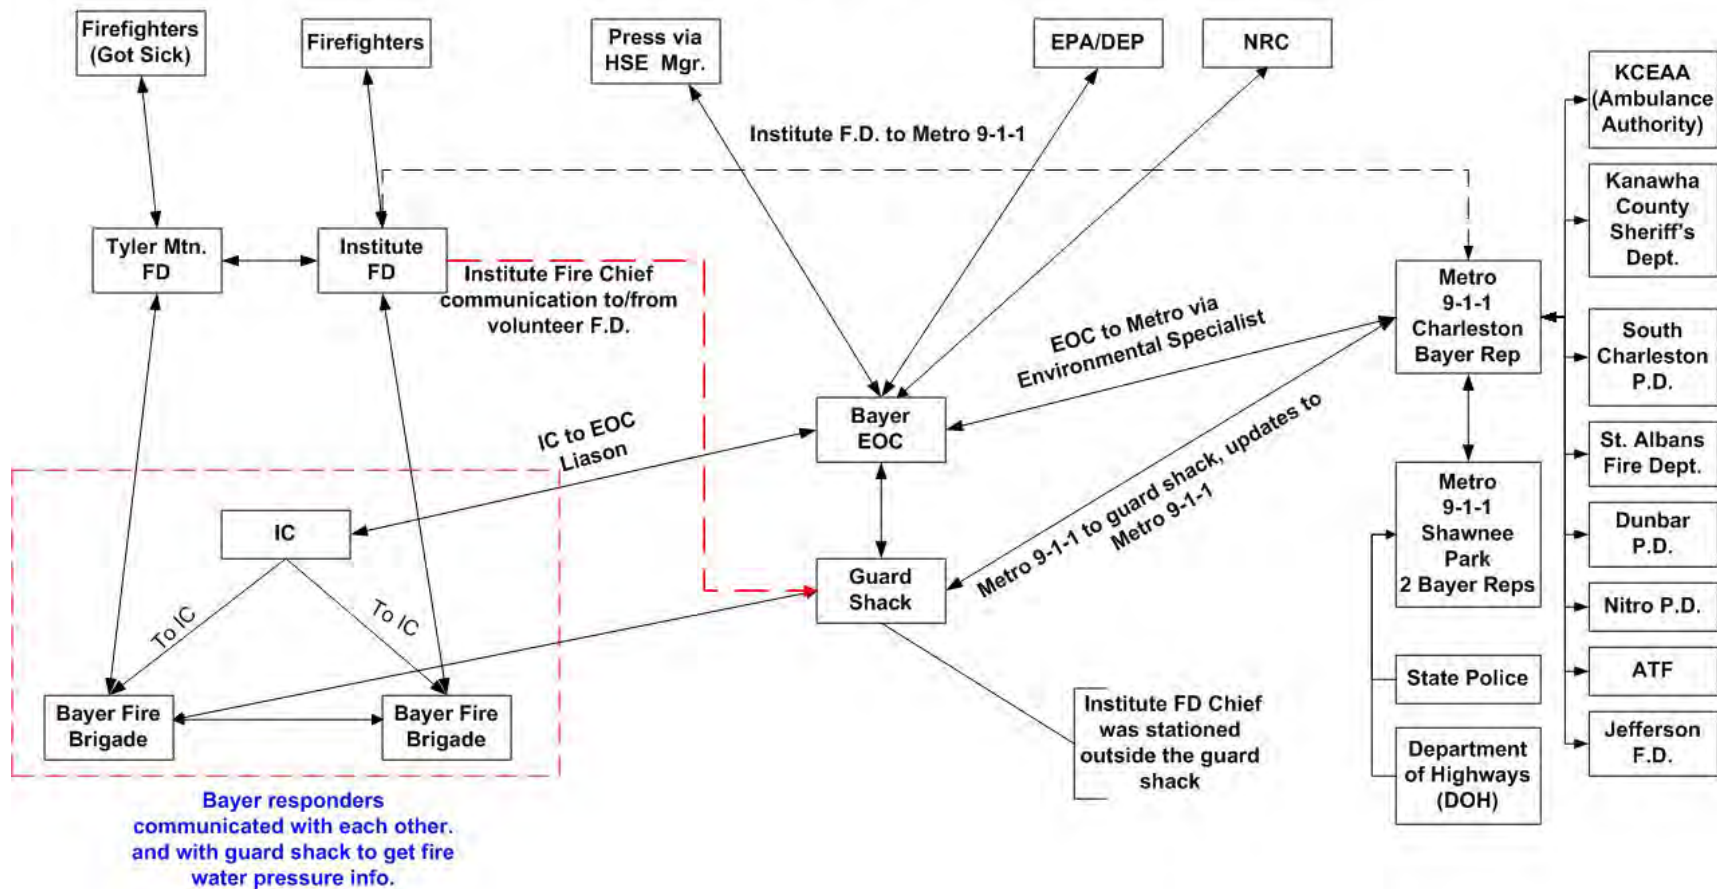 Firefighters
(Got Sick)
Firefighters
Press via
HSE Mgr.
EPA/DEP
NRC
KCEAA
(Ambulance
Authority)
Institute F.D. to Metro 9-1-1
Kanawha
County
Sheriff's
Dept.
Tyler Mtn.
FD
Institute
FD
Institute Fire Chief
communication to/from
volunteer F.D.
Metro
9-1-1
Charleston
Bayer Rep
EOC to Metro via
Environmental Specialist
South
Charleston
P.D.
Bayer
EOC
IC to EOC
Liason
Metro 9-1-1 to guard shack, updates to
Metro 9-1-1
St. Albans
Fire Dept.
Metro
9-1-1
Shawnee
Park
2 Bayer Reps
IC
Dunbar
P.D.
Guard
Shack
To IC
To IC
Nitro P.D.
State Police
ATF
Bayer Fire
Brigade
Bayer Fire
Brigade
Institute FD Chief
was stationed
outside the guard
shack
Department
of Highways
(DOH)
Jefferson
F.D.
Bayer responders
communicated with each other.
and with guard shack to get fire
water pressure info.